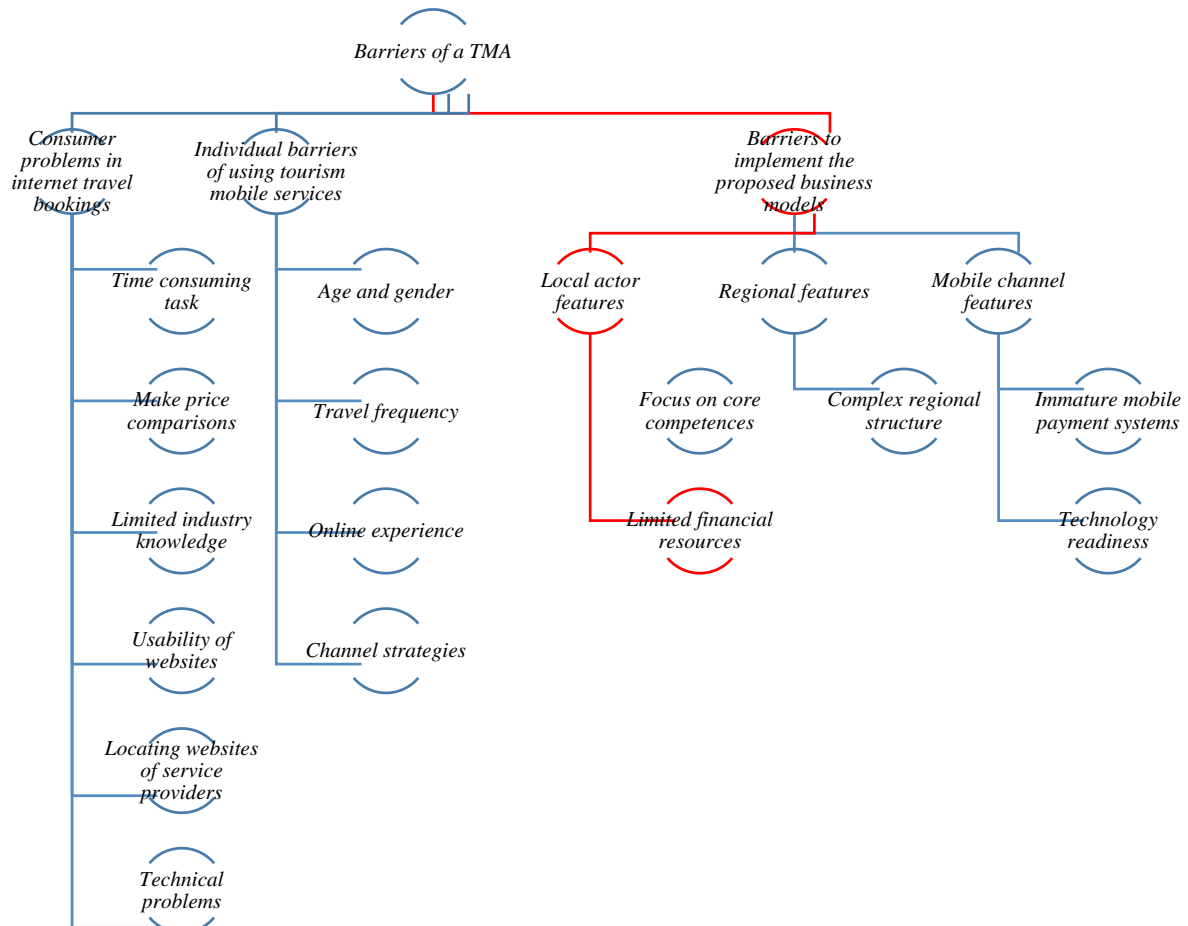 Barriers of a TMA
Consumer
problems in
internet travel
bookings
Individual barriers
of using tourism
mobile services
Barriers to
implement the
proposed business
models
Time consuming
task
Make price
comparisons
Limited industry
knowledge
Usability of
websites
Locating websites
of service
providers
Technical
problems
Age and gender
Travel frequency
Online experience
Channel strategies
Local actor
features
Focus on core
competences
Limited financial
resources
Regional features
Complex regional
structure
Mobile channel
features
Immature mobile
payment systems
Technology
readiness